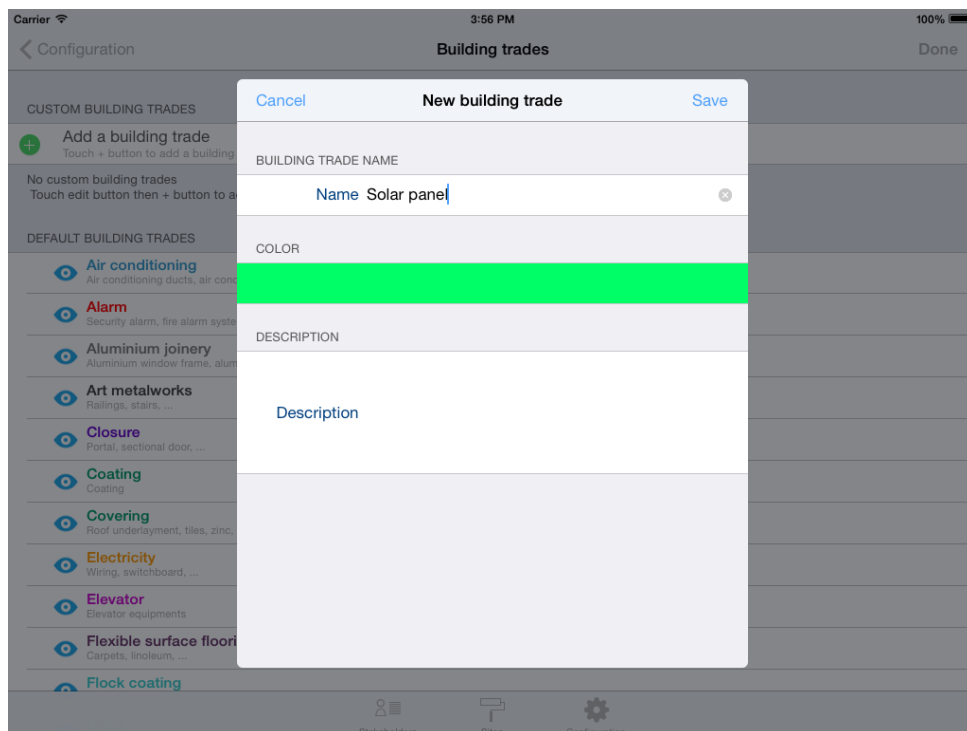 Carrier 3:56 PM 100%
Configuration Building trades Done
Cancel New building trade Save
BUILDING TRADE NAME
Name Solar panel
COLOR
DESCRIPTION
Description
CUSTOM BUILDING TRADES
Add a building trade
Touch + button to add a building
No custom building trades
Touch edit button then + button to
DEFAULT BUILDING TRADES
Air conditioning
Air conditioning ducts, air
Alarm
Security alarm, fire alarm
Aluminium joinery
Aluminium window frame,
Art metalworks
Railings, stairs, ...
Closure
Portal, sectional door, ...
Coating
Coating
Covering
Roof underlayment, tiles, zinc,
Electricity
Wiring, switchboard, ...
Elevator
Elevator equipments
Flexible surface
Carpets, linoleum, ...
Flock coating